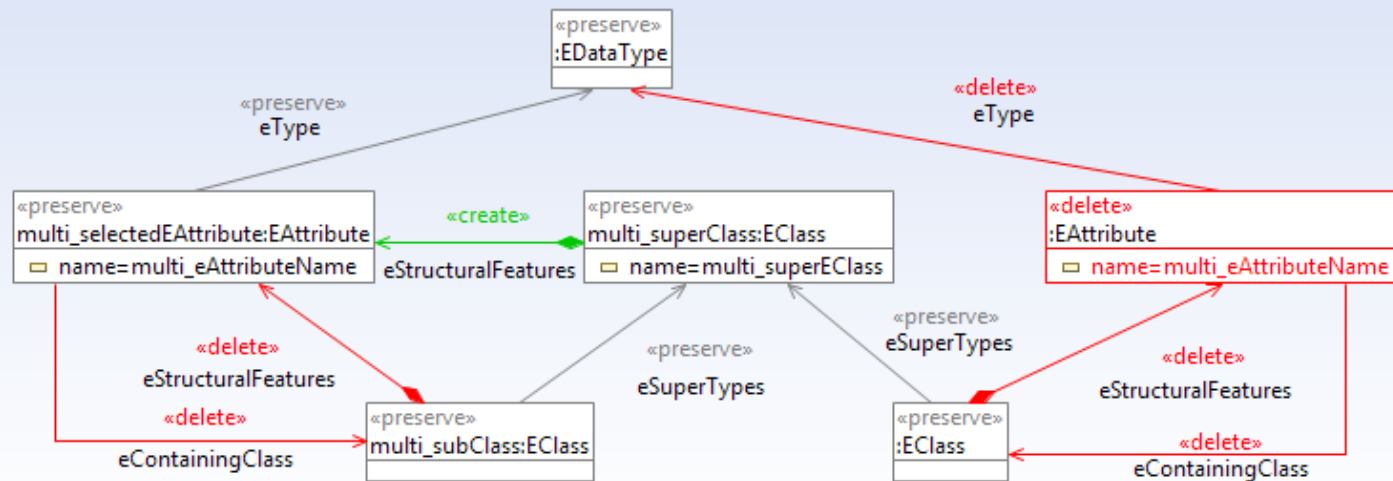 «preserve»
:EDataType
«preserve»
eType
«delete»
eType
«preserve»
multi_selectedEAttribute:EAttribute
name=multi_eAttributeName
«create»
eStructuralFeatures
«preserve»
multi_superClass:EClass
name=multi_superEClass
«delete»
:EAttribute
name=multi_eAttributeName
«delete»
eStructuralFeatures
«preserve»
eSuperTypes
«preserve»
eSuperTypes
«delete»
eStructuralFeatures
«delete»
eContainingClass
«preserve»
multi_subClass:EClass
«preserve»
:EClass
«delete»
eContainingClass